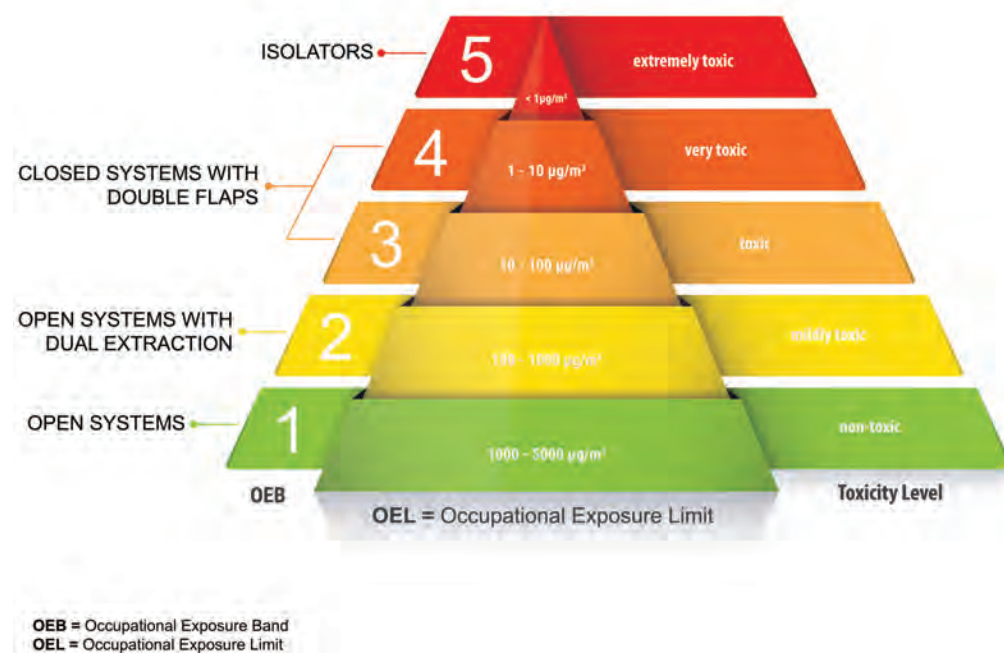 ISOLATORS
5
< 1µg/m³
extremely toxic
CLOSED SYSTEMS WITH
DOUBLE FLAPS
4
1 - 10 µg/m³
very toxic
3
10 - 100 µg/m³
toxic
OPEN SYSTEMS WITH
DUAL EXTRACTION
2
100 - 1000 µg/m³
mildly toxic
OPEN SYSTEMS
1
1000 - 5000 µg/m³
non-toxic
OEB
Toxicity Level
OEL = Occupational Exposure Limit
OEB = Occupational Exposure Band
OEL = Occupational Exposure Limit